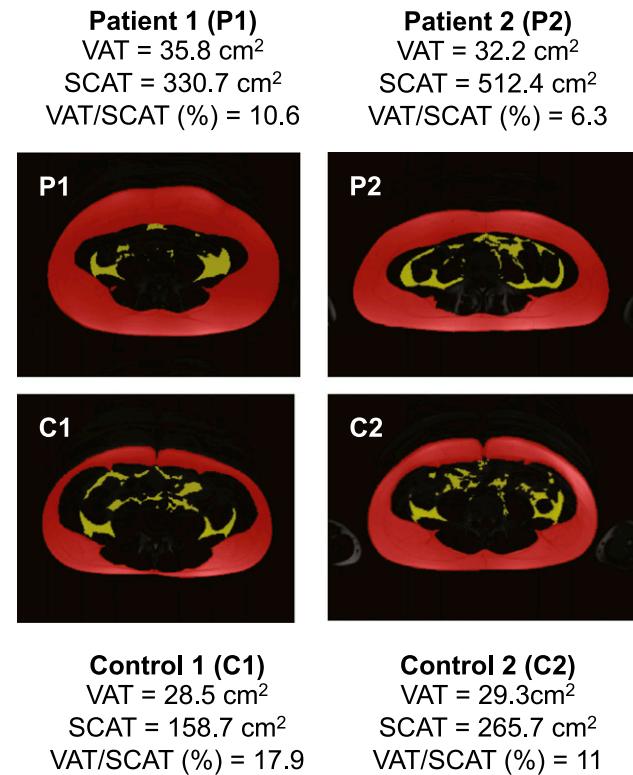 Patient 1 (P1)
VAT = 35.8 cm²
SCAT = 330.7 cm²
VAT/SCAT (%) = 10.6
Patient 2 (P2)
VAT = 32.2 cm²
SCAT = 512.4 cm²
VAT/SCAT (%) = 6.3
P1
P2
C1
C2
Control 1 (C1)
VAT = 28.5 cm²
SCAT = 158.7 cm²
VAT/SCAT (%) = 17.9
Control 2 (C2)
VAT = 29.3cm²
SCAT = 265.7 cm²
VAT/SCAT (%) = 11